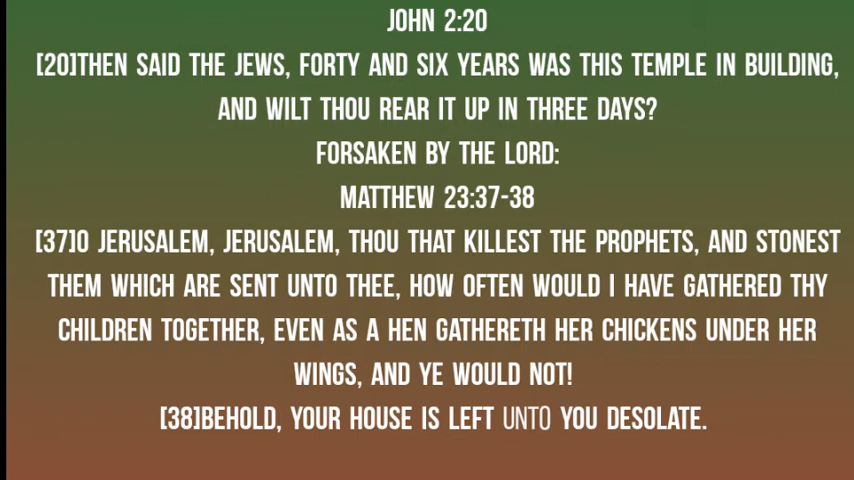 JOHN 2:20
[20]THEN SAID THE JEWS, FORTY AND SIX YEARS WAS THIS TEMPLE IN BUILDING,
AND WILT THOU REAR IT UP IN THREE DAYS?
FORSAKEN BY THE LORD:
MATTHEW 23:37-38
[37]O JERUSALEM, JERUSALEM, THOU THAT KILLEST THE PROPHETS, AND STONEST
THEM WHICH ARE SENT UNTO THEE, HOW OFTEN WOULD I HAVE GATHERED THY
CHILDREN TOGETHER, EVEN AS A HEN GATHERETH HER CHICKENS UNDER HER
WINGS, AND YE WOULD NOT!
[38]BEHOLD, YOUR HOUSE IS LEFT UNTO YOU DESOLATE.